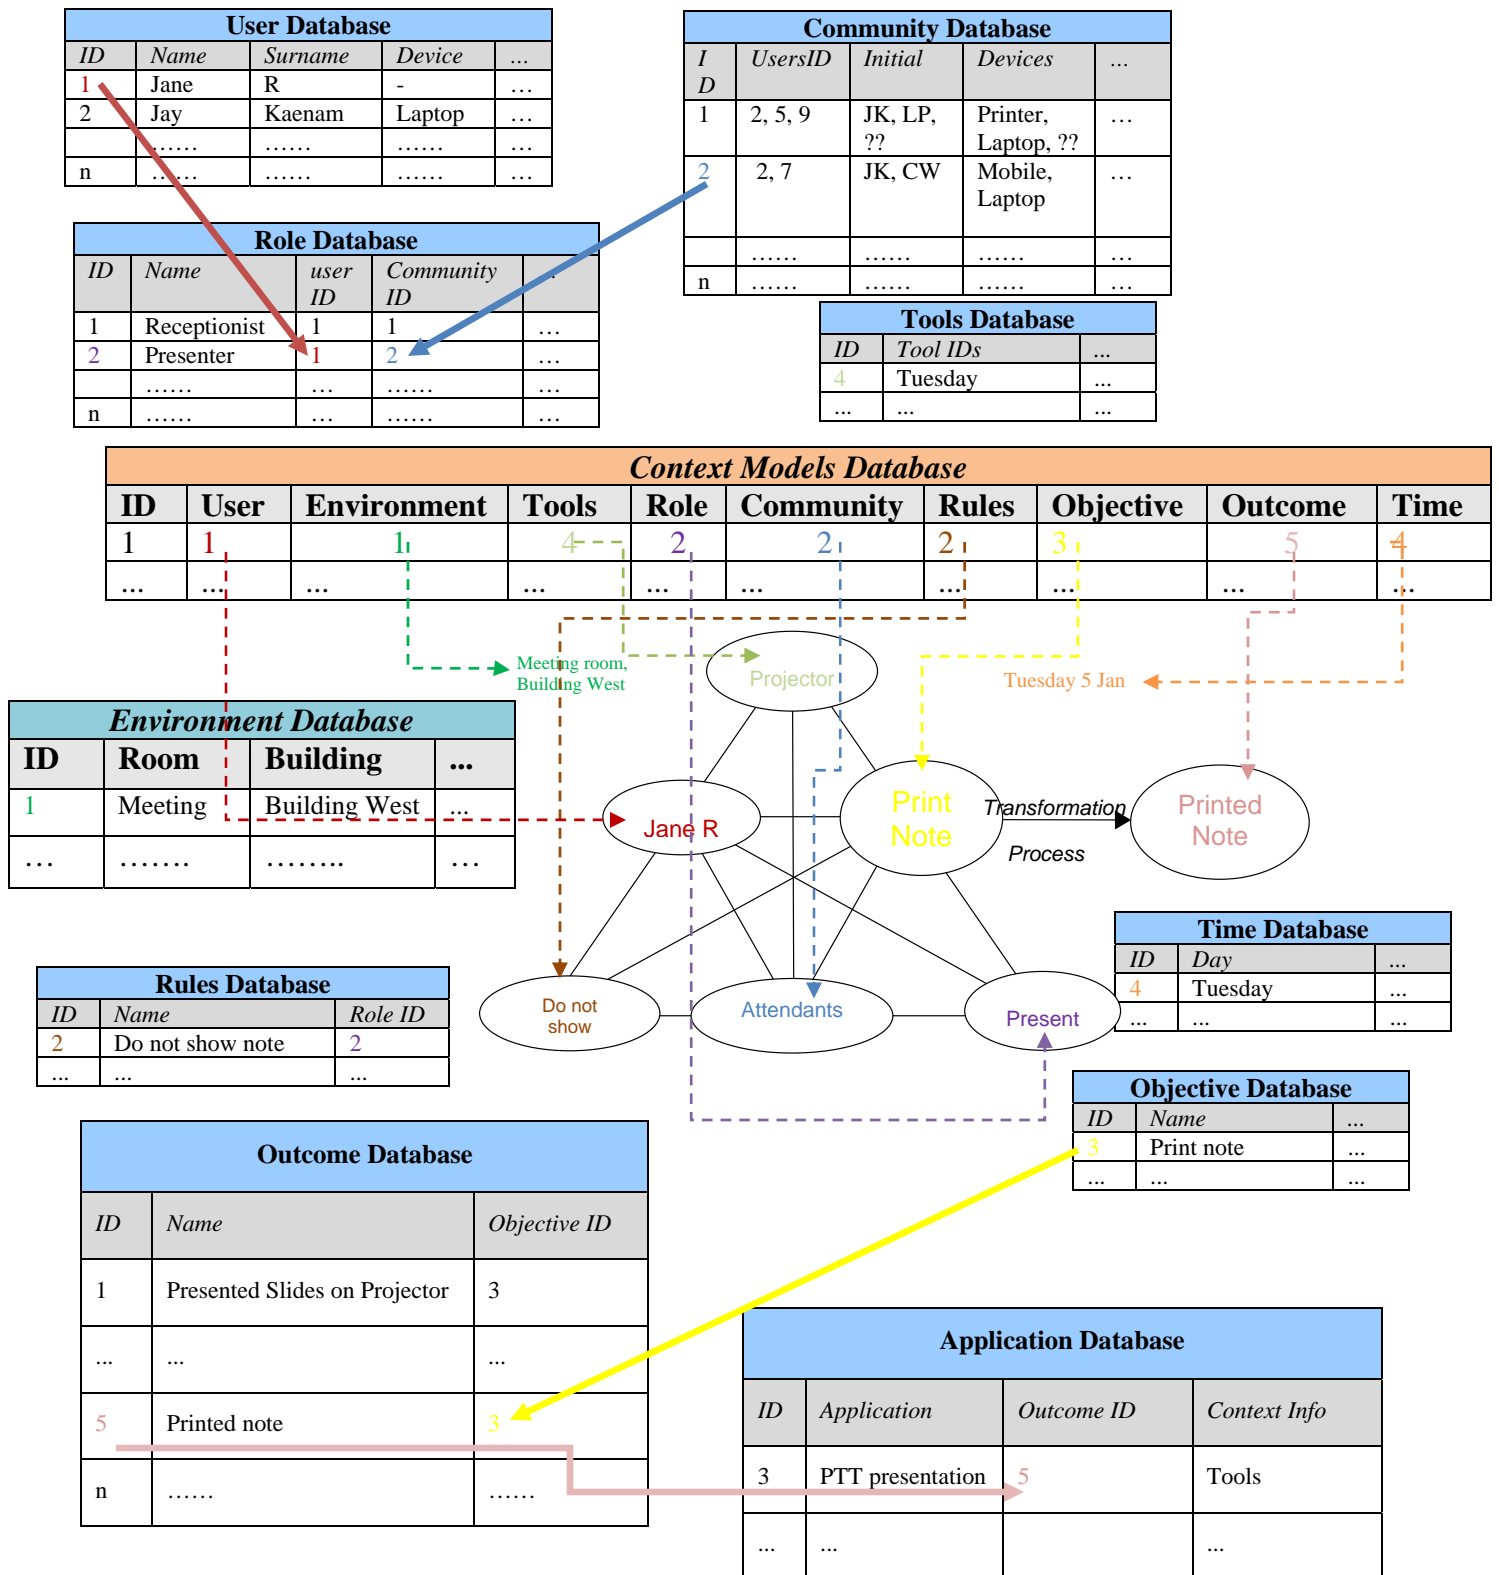 User Database
ID Name Surname Device ...
1 Jane R - …
2 Jay Kaenam Laptop …
…… …… …… …
n …… …… …… …
Community Database
I
D UsersID Initial Devices …
1 2, 5, 9 JK, LP,
??
Printer,
Laptop, ??
…
2 2, 7 JK, CW Mobile,
Laptop
…
…… …… …… …
n …… …… …… …
Role Database
ID Name user
ID
Community
ID
…
1 Receptionist 1 1 …
2 Presenter 1 2 …
…… … …… …
n …… … …… …
Tools Database
ID Tool IDs ...
4 Tuesday ...
... ... ...
Context Models Database
ID User Environment Tools Role Community Rules Objective Outcome Time
1 1 1 4 2 2 2 3 5 4
... ... ... ... ... ... ... ... ... ...
Meeting room,
Building West
Projector
Tuesday 5 Jan
Environment Database
ID Room Building ...
1 Meeting Building West ...
… ……. …….. …
Jane R
Print
Note
Transformation
Process
Printed
Note
Do not
show
Attendants
Present
Time Database
ID Day ...
4 Tuesday ...
... ... ...
Rules Database
ID Name Role ID
2 Do not show note 2
... ... ...
Objective Database
ID Name ...
3 Print note ...
... ... ...
Outcome Database
ID Name Objective ID
1 Presented Slides on Projector 3
... ... ...
5 Printed note 3
n …… ……
Application Database
ID Application Outcome ID Context Info
3 PTT presentation 5 Tools
... ... ...